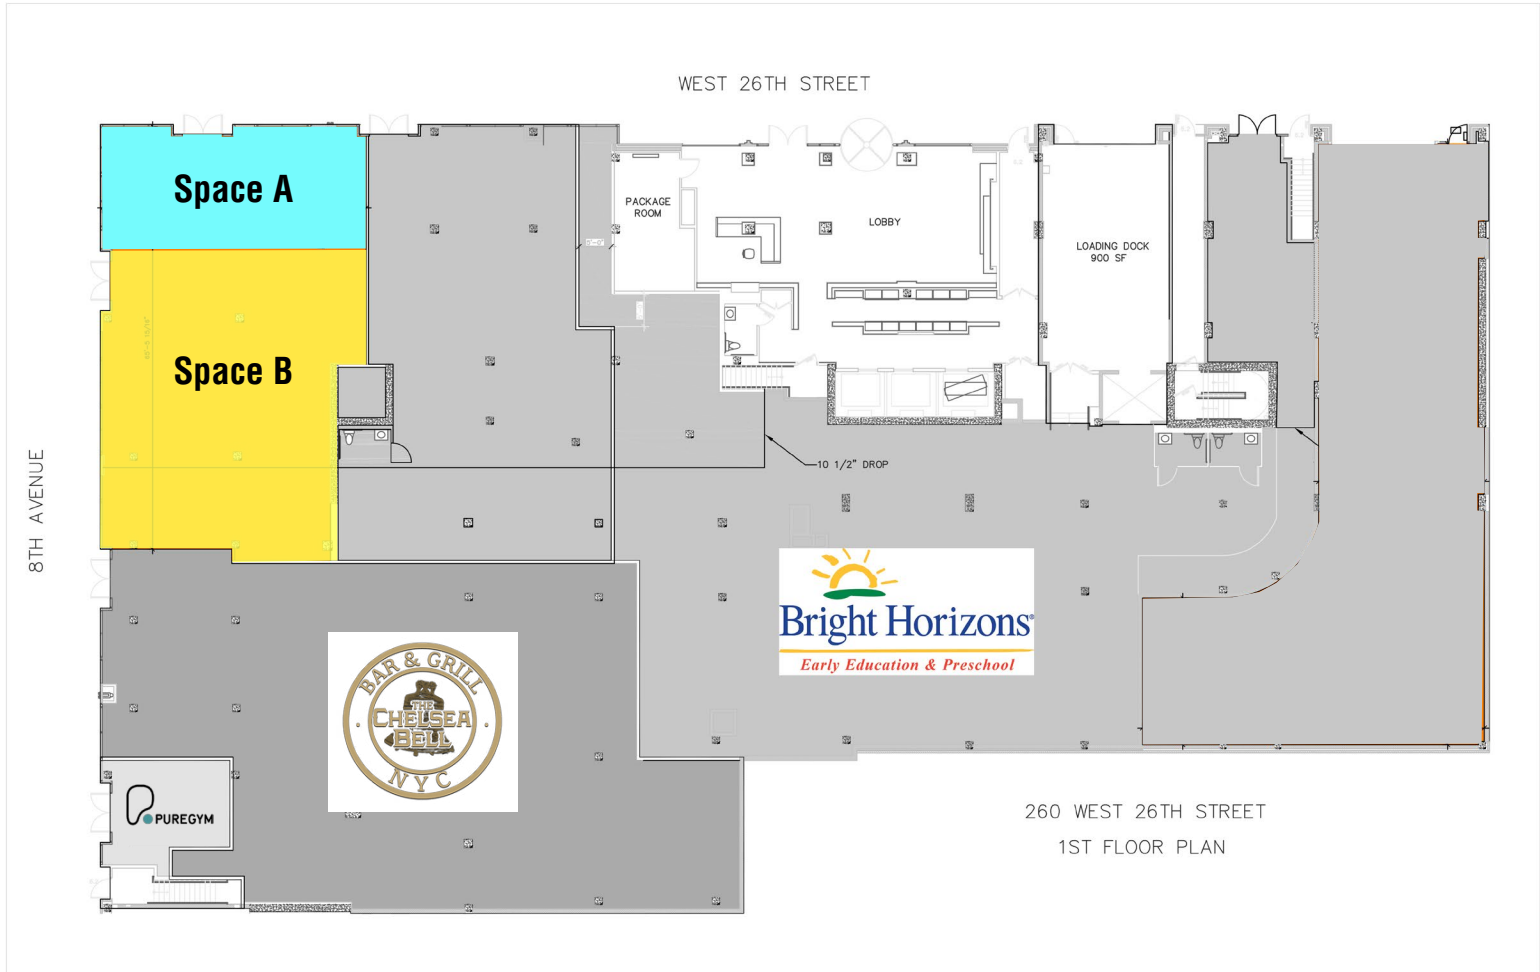 WEST 26TH STREET
Space A
PACKAGE
ROOM
LOBBY
LOADING DOCK
900 SF
Space B
8TH AVENUE
10 1/2" DROP
Bright Horizons®
Early Education & Preschool
BAR & GRILL
THE
CHELSEA
BELL
NYC
PUREGYM
260 WEST 26TH STREET
1ST FLOOR PLAN